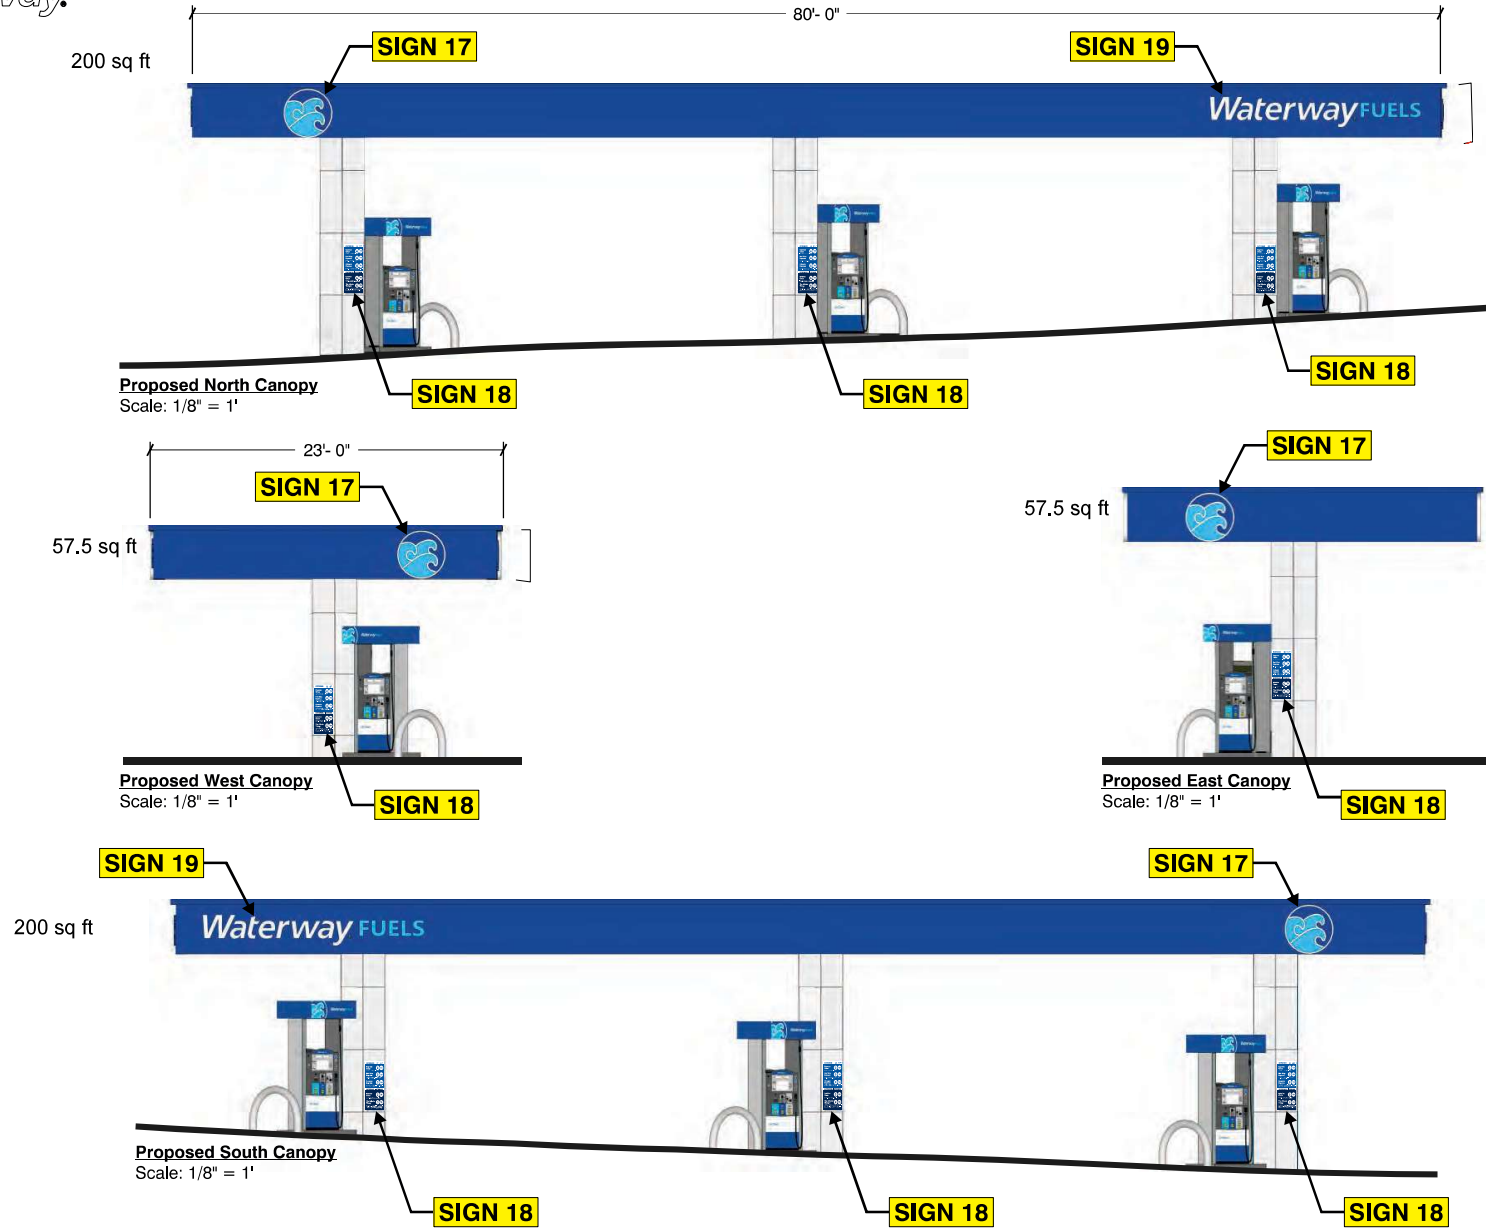 way.
80'- 0"
200 sq ft
SIGN 17
SIGN 19
Waterway FUELS
SIGN 18
SIGN 18
SIGN 18
Proposed North Canopy
Scale: 1/8" = 1'
23'- 0"
SIGN 17
57.5 sq ft
SIGN 18
Proposed West Canopy
Scale: 1/8" = 1'
SIGN 17
57.5 sq ft
SIGN 18
Proposed East Canopy
Scale: 1/8" = 1'
SIGN 19
SIGN 17
200 sq ft
Waterway FUELS
Proposed South Canopy
Scale: 1/8" = 1'
SIGN 18
SIGN 18
SIGN 18